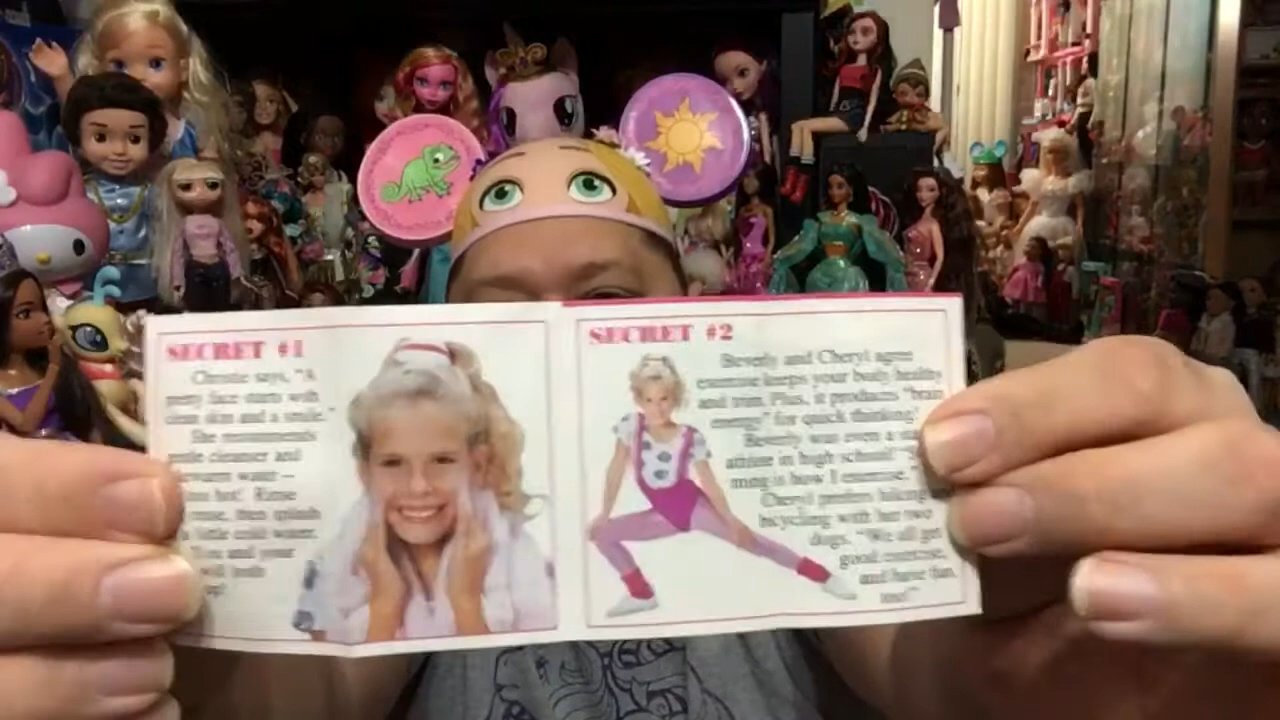 SECRET #1
Christie says, "A
face starts with
clean skin and a smile."
She recommends
cleanser and
warm water –
hot! Rinse
then splash
little cold water.
and your
both
SECRET #2
Beverly and Cheryl agree
exercise keeps your body healthy
and trim. Plus, it produces "brain
energy" for quick thinking!
Beverly was even a
in high school
is how I exercise."
Cheryl prefers hiking
bicycling with her two
dogs. "We all get
good exercise,
and have fun,
too!"